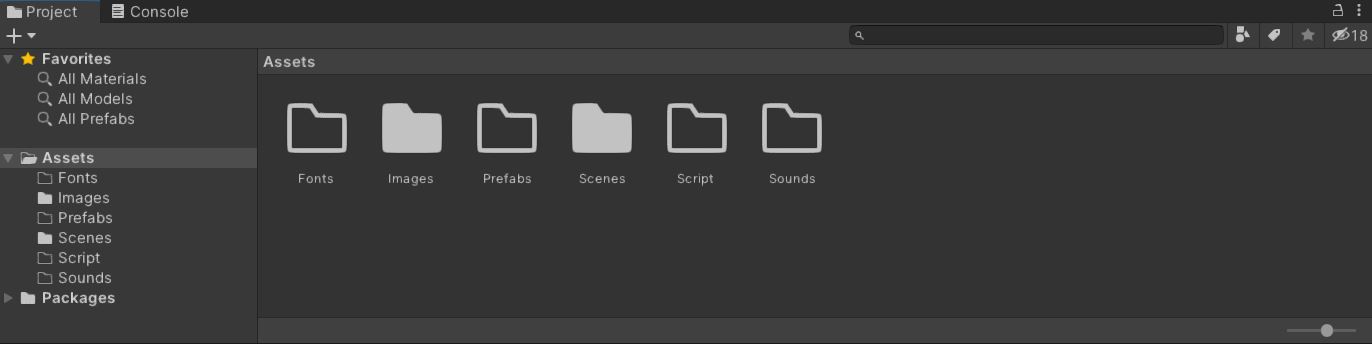 Project Console
18
Favorites
All Materials
All Models
All Prefabs
Assets
Fonts
Images
Prefabs
Scenes
Script
Sounds
Packages
Assets
Fonts Images Prefabs Scenes Script Sounds